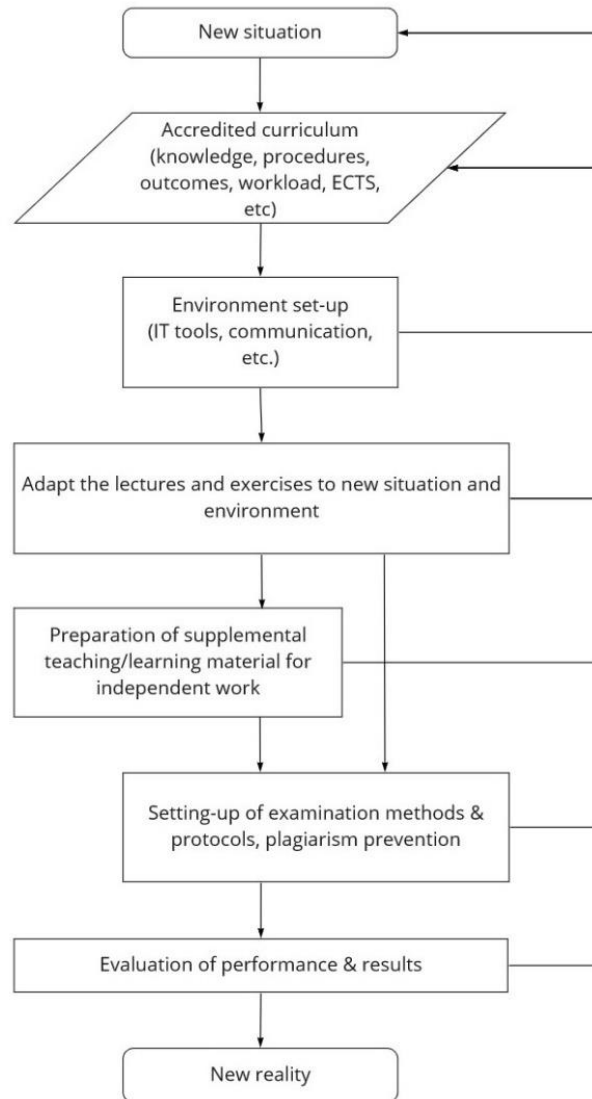 New situation
Accredited curriculum
(knowledge, procedures,
outcomes, workload, ECTS,
etc)
Environment set-up
(IT tools, communication,
etc.)
Adapt the lectures and exercises to new situation and
environment
Preparation of supplemental
teaching/learning material for
independent work
Setting-up of examination methods &
protocols, plagiarism prevention
Evaluation of performance & results
New reality